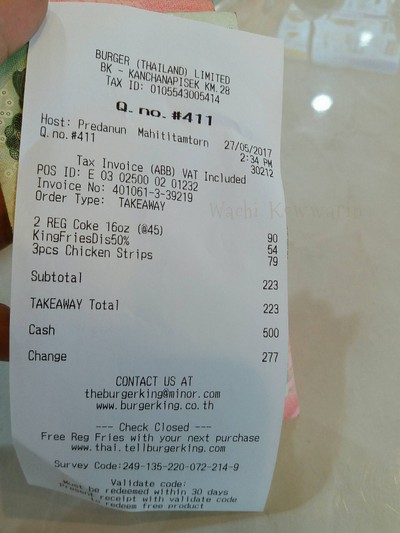 BURGER (THAILAND) LIMITED
BK - KANCHANAPISEK KM.28
TAX ID: 0105543005414
Q. no. #411
Host: Predanun Mahititamtorn 27/05/2017
Q.no.#411 2:34 PM
30212
Tax Invoice (ABB) VAT Included
POS ID: E 03 02500 02 01232
Invoice No: 401061-3-39219
Order Type: TAKEAWAY
2 REG Coke 16oz (@45) 90
KingFriesDis50% 54
3pcs Chicken Strips 79
Subtotal 223
TAKEAWAY Total 223
Cash 500
Change 277
CONTACT US AT
theburgerking@minor.com
www.burgerking.co.th
--- Check Closed ---
Free Reg Fries with your next purchase
www.thai.tellburgerking.com
Survey Code:249-135-220-072-214-9
Validate code:
Must be redeemed within 30 days
Present receipt with validate code
to redeem free product
Wachi Kewwarin